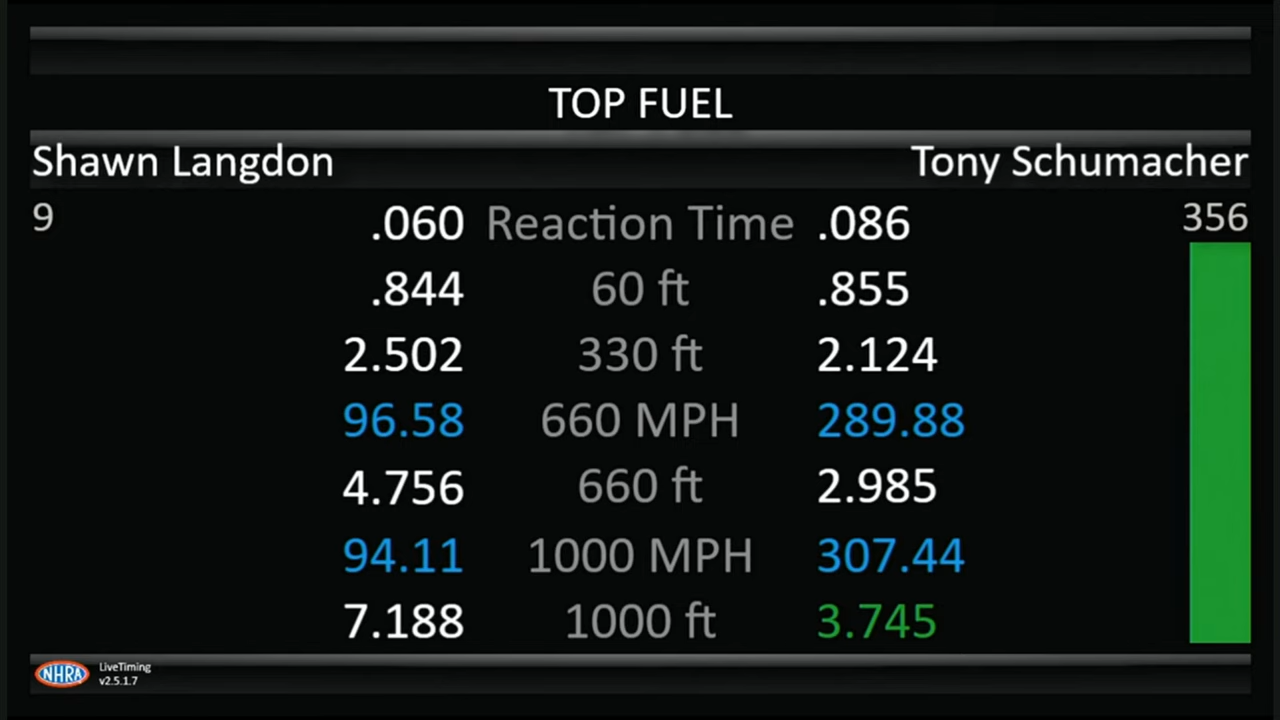 TOP FUEL
Shawn Langdon Tony Schumacher
9 .060 Reaction Time .086 356
.844 60 ft .855
2.502 330 ft 2.124
96.58 660 MPH 289.88
4.756 660 ft 2.985
94.11 1000 MPH 307.44
7.188 1000 ft 3.745
NHRA LiveTiming
v2.5.1.7